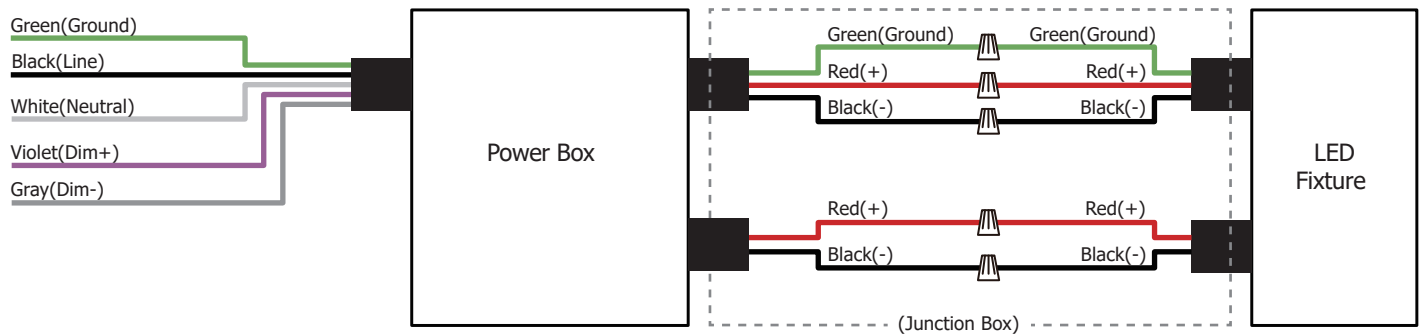 Green(Ground)
Black(Line)
White(Neutral)
Violet(Dim+)
Gray(Dim-)
Power Box
Green(Ground) Green(Ground)
Red(+) Red(+)
Black(-) Black(-)
Red(+) Red(+)
Black(-) Black(-)
(Junction Box)
LED
Fixture